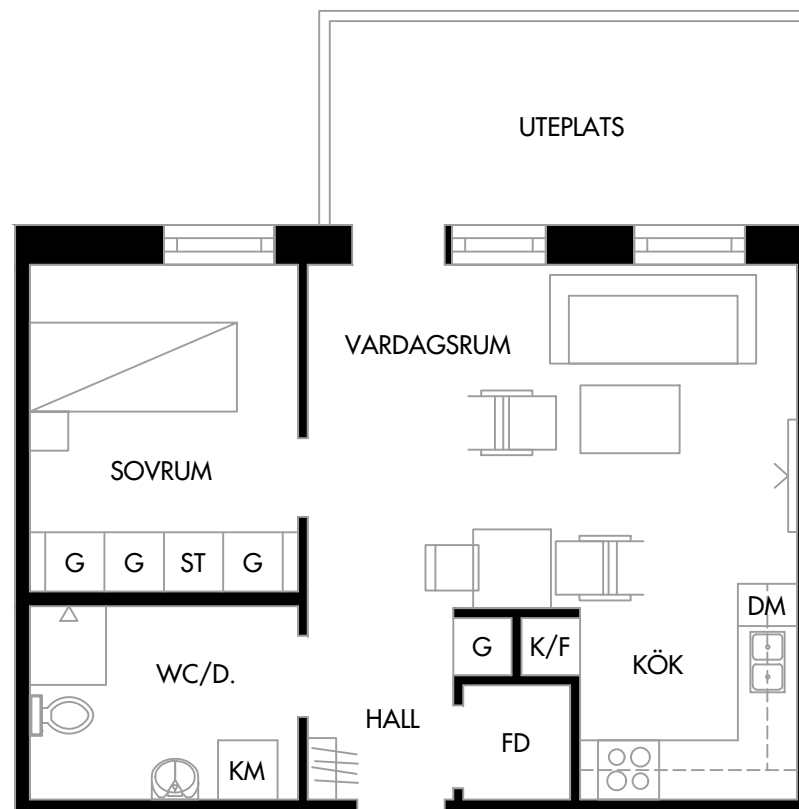 UTEPLATS
VARDAGSRUM
SOVRUM
G G ST G
DM
G K/F
KÖK
WC/D.
HALL
FD
KM